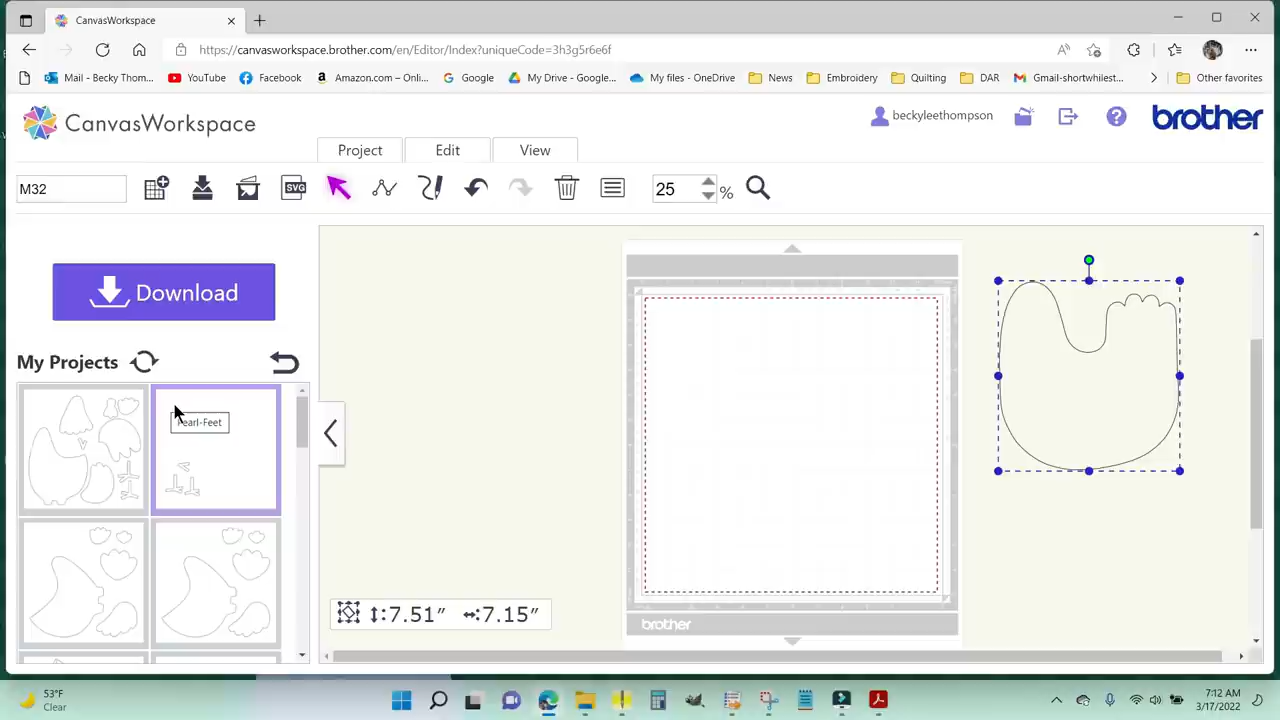 CanvasWorkspace
https://canvasworkspace.brother.com/en/Editor/Index?uniqueCode=3h3g5r6e6f
Mail - Becky Thom...
YouTube
Facebook
Amazon.com – Onli...
Google
My Drive - Google...
My files - OneDrive
News
Embroidery
Quilting
DAR
Gmail-shortwhiiest...
Other favorites
CanvasWorkspace
beckyleethompson
brother
Project
Edit
View
M32
SVG
25
%
Download
My Projects
Pearl-Feet
7.51"
7.15"
brother
53°F
Clear
7:12 AM
3/17/2022